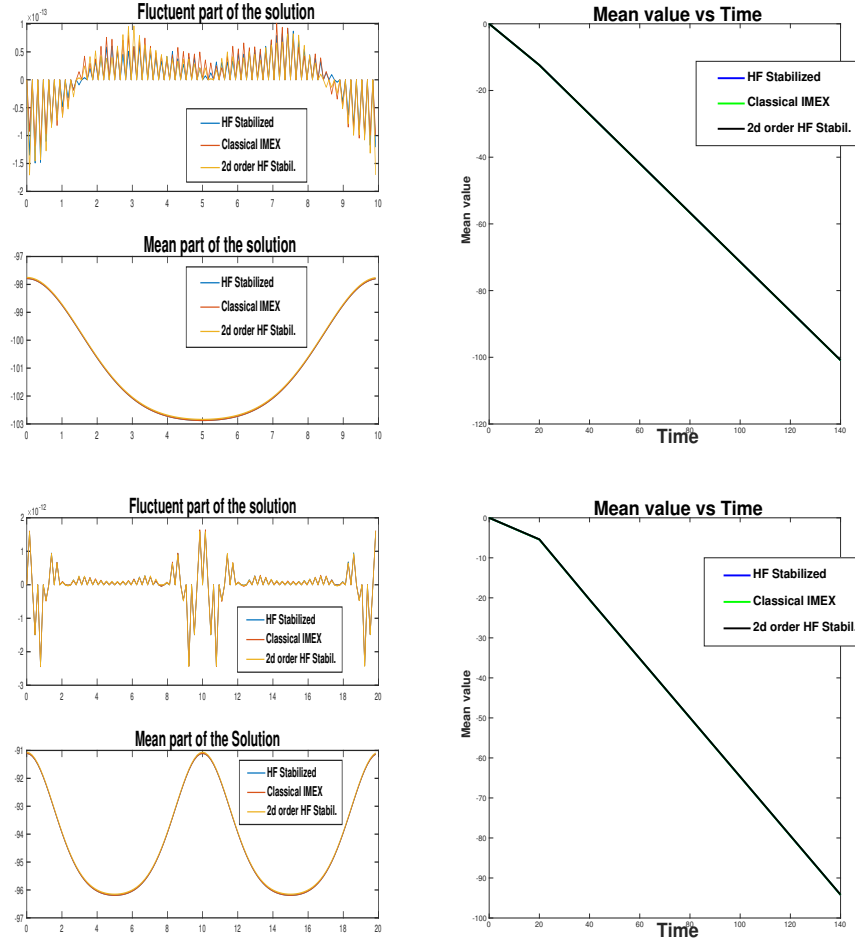 Fluctuent part of the solution
×10^-13
1
0.5
0
-0.5
-1
-1.5
-2
0 1 2 3 4 5 6 7 8 9 10
HF Stabilized
Classical IMEX
2d order HF Stabil.
Mean part of the solution
-97
-98
-99
-100
-101
-102
-103
0 1 2 3 4 5 6 7 8 9 10
HF Stabilized
Classical IMEX
2d order HF Stabil.
Mean value vs Time
Mean value
0
-20
-40
-60
-80
-100
-120
0 20 40 60 80 100 120 140
Time
HF Stabilized
Classical IMEX
2d order HF Stabil.
Fluctuent part of the solution
×10^-12
2
1
0
-1
-2
-3
0 2 4 6 8 10 12 14 16 18 20
HF Stabilized
Classical IMEX
2d order HF Stabil.
Mean part of the Solution
-91
-92
-93
-94
-95
-96
-97
0 2 4 6 8 10 12 14 16 18 20
HF Stabilized
Classical IMEX
2d order HF Stabil.
Mean value vs Time
Mean value
0
-10
-20
-30
-40
-50
-60
-70
-80
-90
-100
0 20 40 60 80 100 120 140
Time
HF Stabilized
Classical IMEX
2d order HF Stabil.